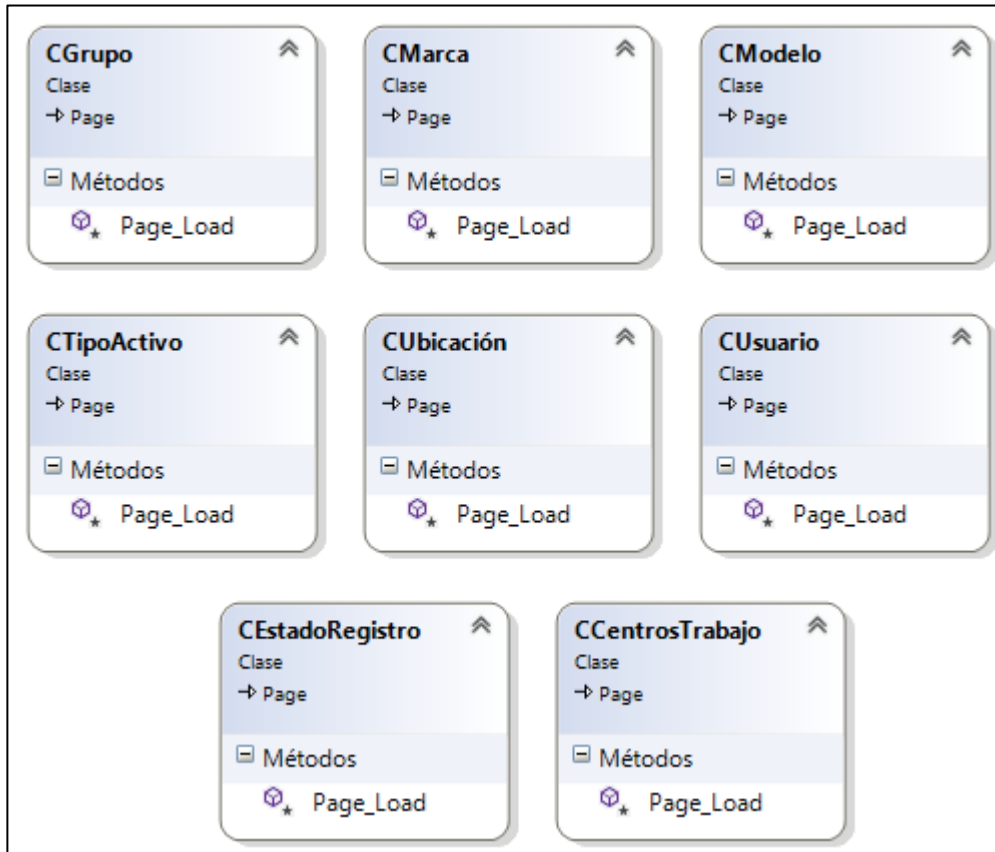 CGrupo
Clase
Page
Métodos
Page_Load
CMarca
Clase
Page
Métodos
Page_Load
CModelo
Clase
Page
Métodos
Page_Load
CTipoActivo
Clase
Page
Métodos
Page_Load
CUbicación
Clase
Page
Métodos
Page_Load
CUsuario
Clase
Page
Métodos
Page_Load
CEstadoRegistro
Clase
Page
Métodos
Page_Load
CCentrosTrabajo
Clase
Page
Métodos
Page_Load